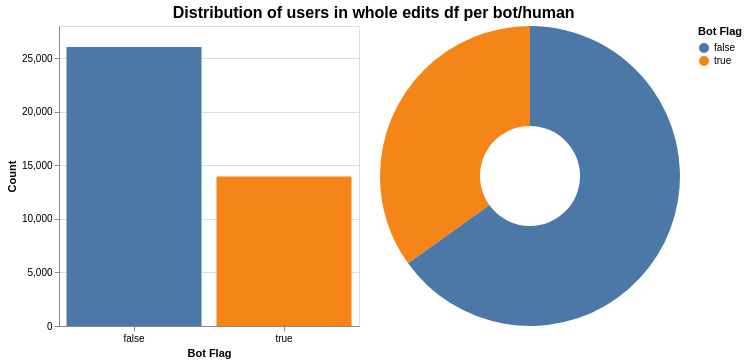 Distribution of users in whole edits df per bot/human
Count
25,000
20,000
15,000
10,000
5,000
0
false
true
Bot Flag
Bot Flag
false
true